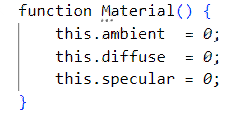 function Material() {
    this.ambient  = 0;
    this.diffuse  = 0;
    this.specular = 0;
}